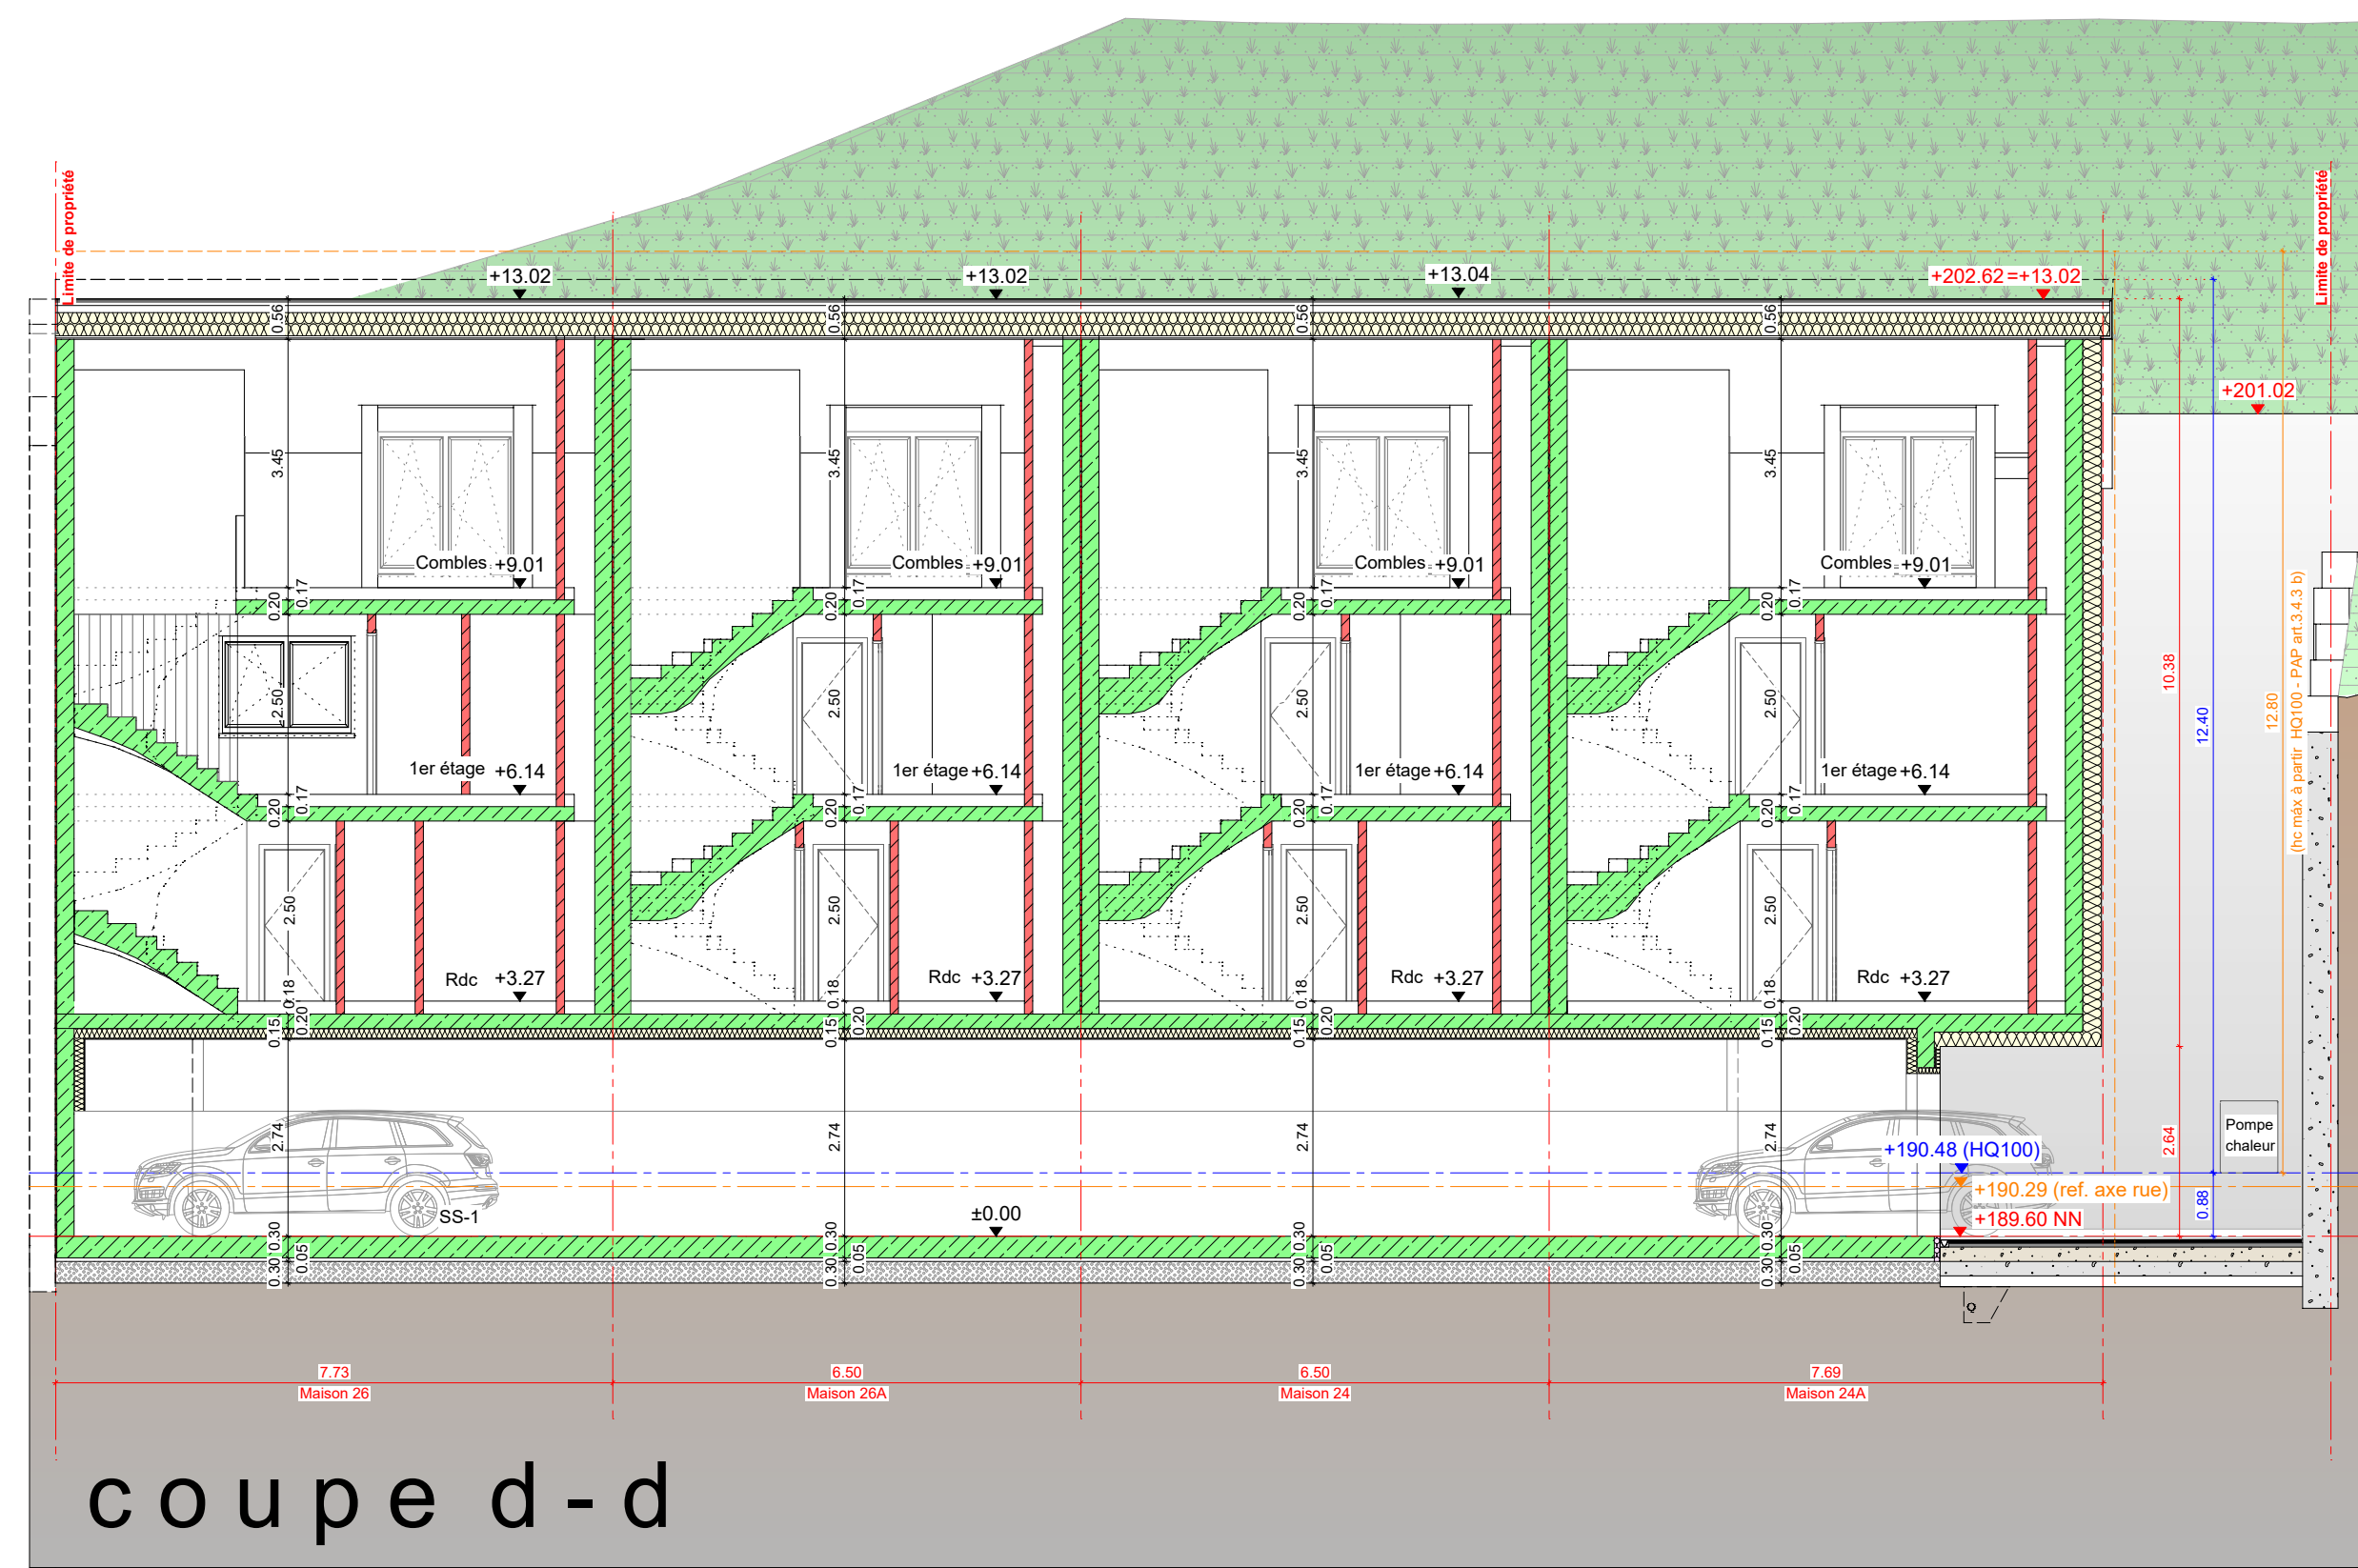 Limite de propriété
Limite de propriété
+13.02
+13.02
+13.04
+202.62=+13.02
0.56
0.56
0.56
0.56
+201.02
3.45
3.45
3.45
3.45
Combles +9.01
Combles +9.01
Combles +9.01
Combles +9.01
0.20
0.17
0.20
0.17
0.20
0.17
0.20
0.17
10.38
12.40
12.80
(hc máx à partir HQ100 - PAP art.3.4.3 b)
2.50
2.50
2.50
2.50
1er étage +6.14
1er étage +6.14
1er étage +6.14
1er étage +6.14
0.20
0.17
0.20
0.17
0.20
0.17
0.20
0.17
2.50
2.50
2.50
2.50
Rdc +3.27
Rdc +3.27
Rdc +3.27
Rdc +3.27
0.18
0.18
0.18
0.18
0.15
0.20
0.15
0.20
0.15
0.20
0.15
0.20
2.74
2.74
2.74
2.74
2.64
Pompe
chaleur
+190.48 (HQ100)
+190.29 (ref. axe rue)
0.88
SS-1
±0.00
+189.60 NN
0.30
0.30
0.30
0.30
0.30
0.05
0.30
0.05
0.30
0.05
0.30
0.05
Q
7.73
6.50
6.50
7.69
Maison 26
Maison 26A
Maison 24
Maison 24A
coupe d-d